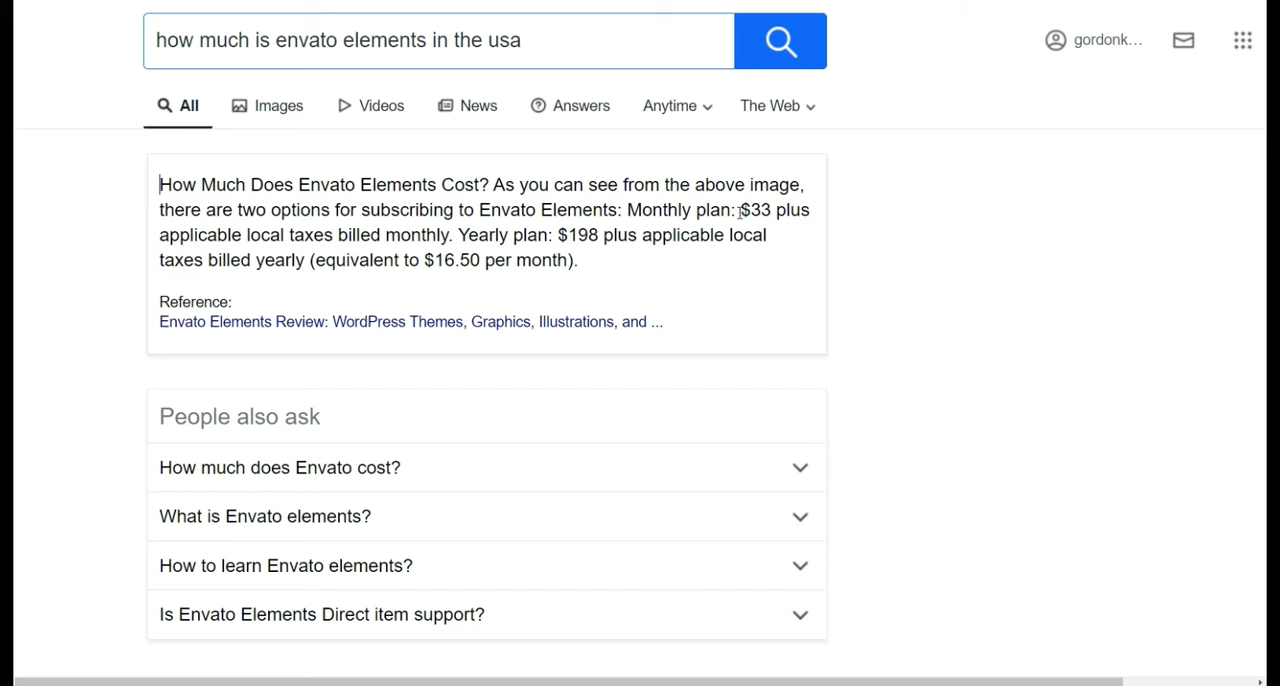 how much is envato elements in the usa
gordonk...
All Images Videos News Answers Anytime The Web
How Much Does Envato Elements Cost? As you can see from the above image,
there are two options for subscribing to Envato Elements: Monthly plan: $33 plus
applicable local taxes billed monthly. Yearly plan: $198 plus applicable local
taxes billed yearly (equivalent to $16.50 per month).
Reference:
Envato Elements Review: WordPress Themes, Graphics, Illustrations, and ...
People also ask
How much does Envato cost?
What is Envato elements?
How to learn Envato elements?
Is Envato Elements Direct item support?